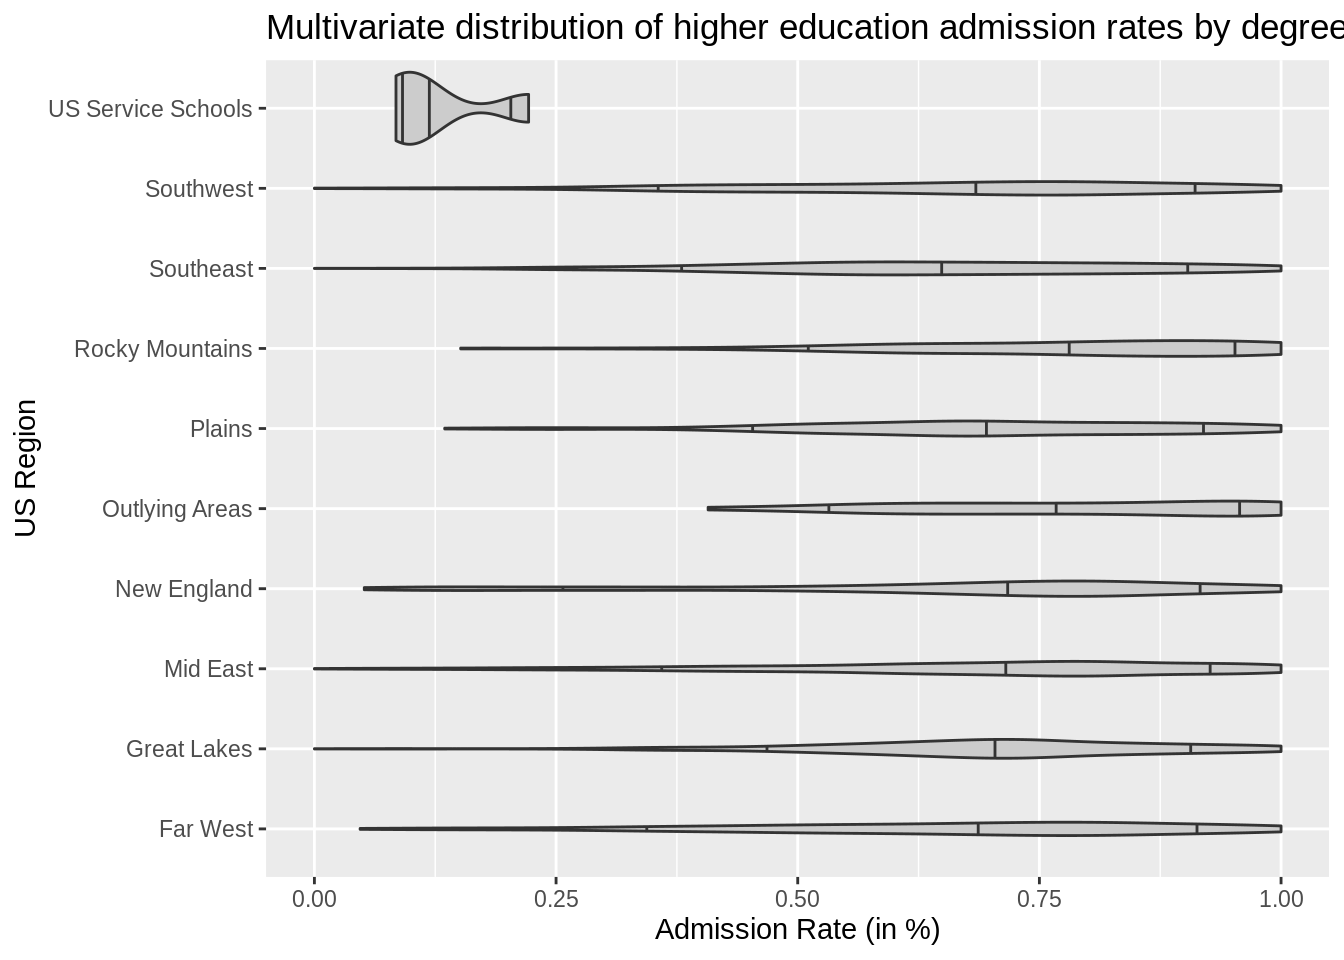 Multivariate distribution of higher education admission rates by degree
US Service Schools
Southwest
Southeast
Rocky Mountains
Plains
Outlying Areas
New England
Mid East
Great Lakes
Far West
US Region
0.00 0.25 0.50 0.75 1.00
Admission Rate (in %)